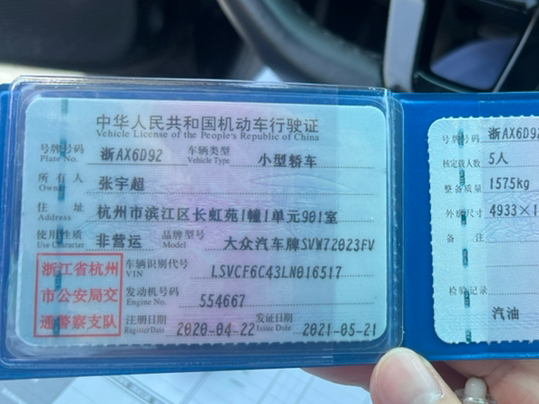 中华人民共和国机动车行驶证
Vehicle License of the People's Republic of China
号牌号码 浙AX6D92 车辆类型 小型轿车
Plate No. Vehicle Type
所有人 张宇超
Owner
住址 杭州市滨江区长虹苑1幢1单元901室
Address
使用性质 非营运 品牌型号 大众汽车牌SVW72023FV
Use Character Model
浙江省杭州
市公安局交
通警察支队
车辆识别代号 LSVCF6C43LN016517
VIN
发动机号码 554667
Engine No.
注册日期 2020-04-22 发证日期 2021-05-21
Register Date Issue Date
号牌号码 浙AX6D92
核定载人数 5人
整备质量 1575kg
外廓尺寸 4933×1
备注
检验记录
汽油